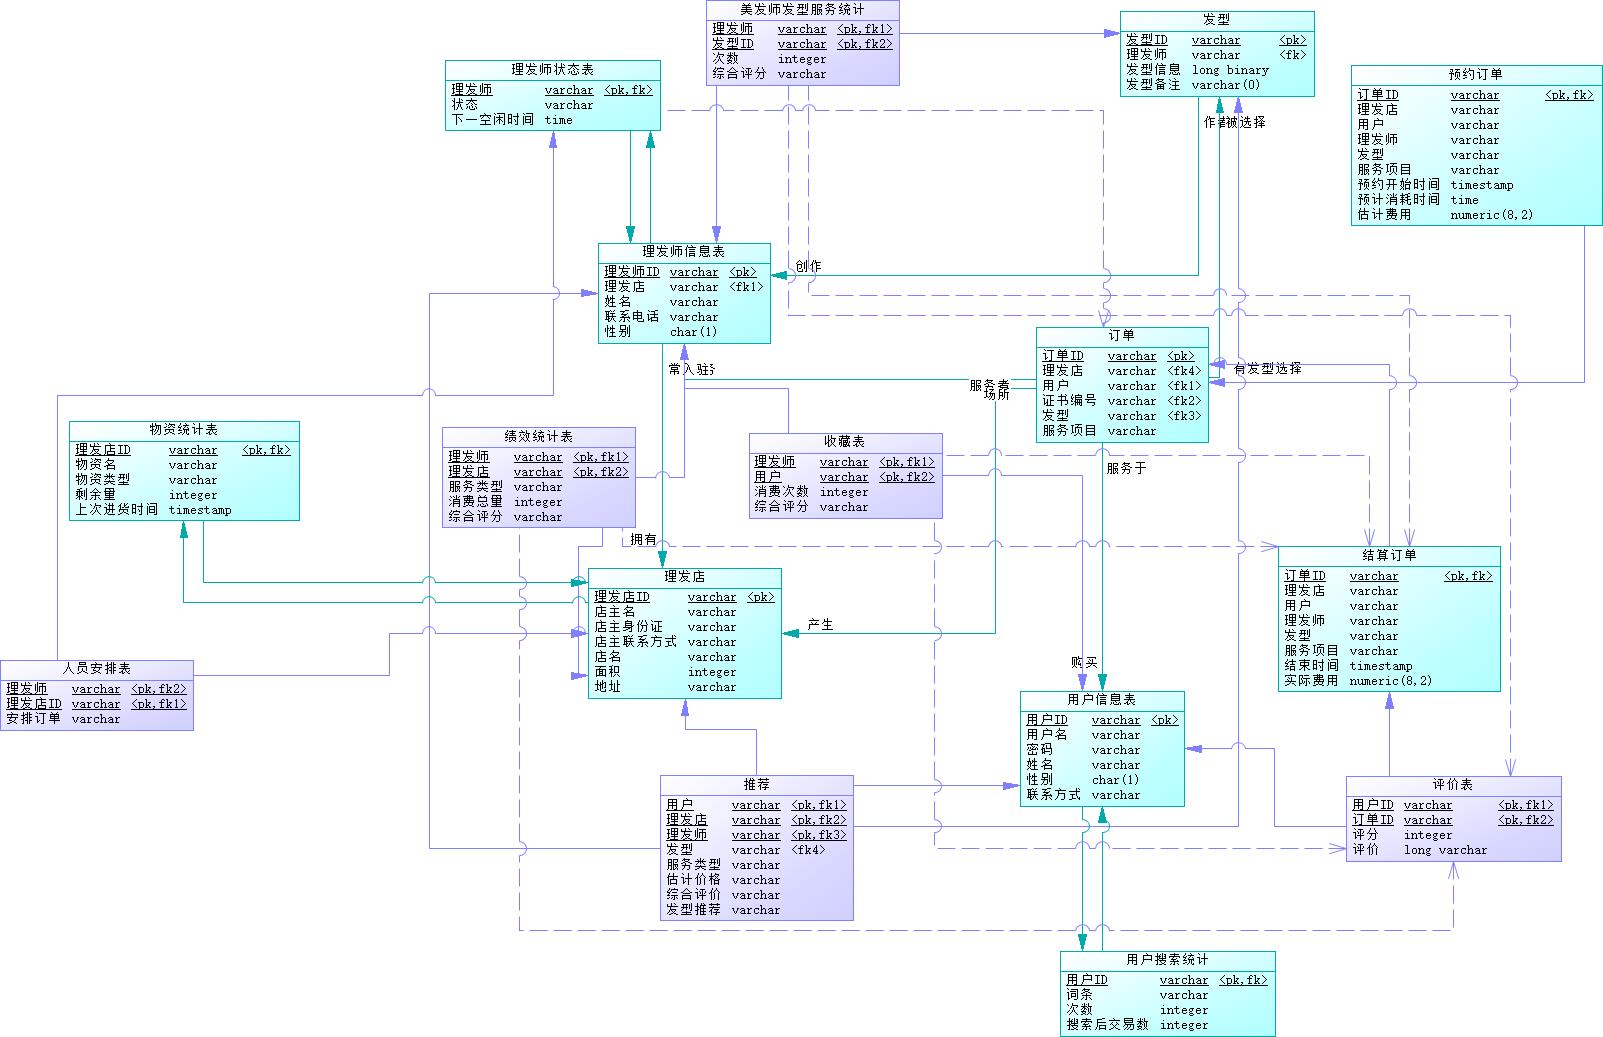 美发师发型服务统计
理发师 varchar <pk,fk1>
发型ID varchar <pk,fk2>
次数 integer
综合评分 varchar
发型
发型ID varchar <pk>
理发师 varchar <fk>
发型信息 long binary
发型备注 varchar(0)
理发师状态表
理发师 varchar <pk,fk>
状态 varchar
下一空闲时间 time
预约订单
订单ID varchar <pk,fk>
理发店 varchar
用户 varchar
理发师 varchar
发型 varchar
服务项目 varchar
预约开始时间 timestamp
预计消耗时间 time
估计费用 numeric(8,2)
被选择
理发师信息表
理发师ID varchar <pk>
理发店 varchar <fk1>
姓名 varchar
联系电话 varchar
性别 char(1)
创作
订单
订单ID varchar <pk>
理发店 varchar <fk4>
用户 varchar <fk1>
证书编号 varchar <fk2>
发型 varchar <fk3>
服务项目 varchar
有发型选择
服务者
场所
服务于
物资统计表
理发店ID varchar <pk,fk>
物资名 varchar
物资类型 varchar
剩余量 integer
上次进货时间 timestamp
绩效统计表
理发师 varchar <pk,fk1>
理发店 varchar <pk,fk2>
服务类型 varchar
消费总量 integer
综合评分 varchar
收藏表
理发师 varchar <pk,fk1>
用户 varchar <pk,fk2>
消费次数 integer
综合评分 varchar
拥有
理发店
理发店ID varchar <pk>
店主名 varchar
店主身份证 varchar
店主联系方式 varchar
店名 varchar
面积 integer
地址 varchar
产生
购买
结算订单
订单ID varchar <pk,fk>
理发店 varchar
用户 varchar
理发师 varchar
发型 varchar
服务项目 varchar
结束时间 timestamp
实际费用 numeric(8,2)
人员安排表
理发师 varchar <pk,fk2>
理发店ID varchar <pk,fk1>
安排订单 varchar
用户信息表
用户ID varchar <pk>
用户名 varchar
密码 varchar
姓名 varchar
性别 char(1)
联系方式 varchar
推荐
用户 varchar <pk,fk1>
理发店 varchar <pk,fk2>
理发师 varchar <pk,fk3>
发型 varchar <fk4>
服务类型 varchar
估计价格 varchar
综合评价 varchar
发型推荐 varchar
评价表
用户ID varchar <pk,fk1>
订单ID varchar <pk,fk2>
评分 integer
评价 long varchar
用户搜索统计
用户ID varchar <pk,fk>
词条 varchar
次数 integer
搜索后交易数 integer